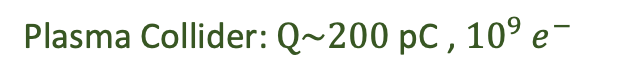 Plasma Collider: Q~200 pC , 10⁹ e⁻